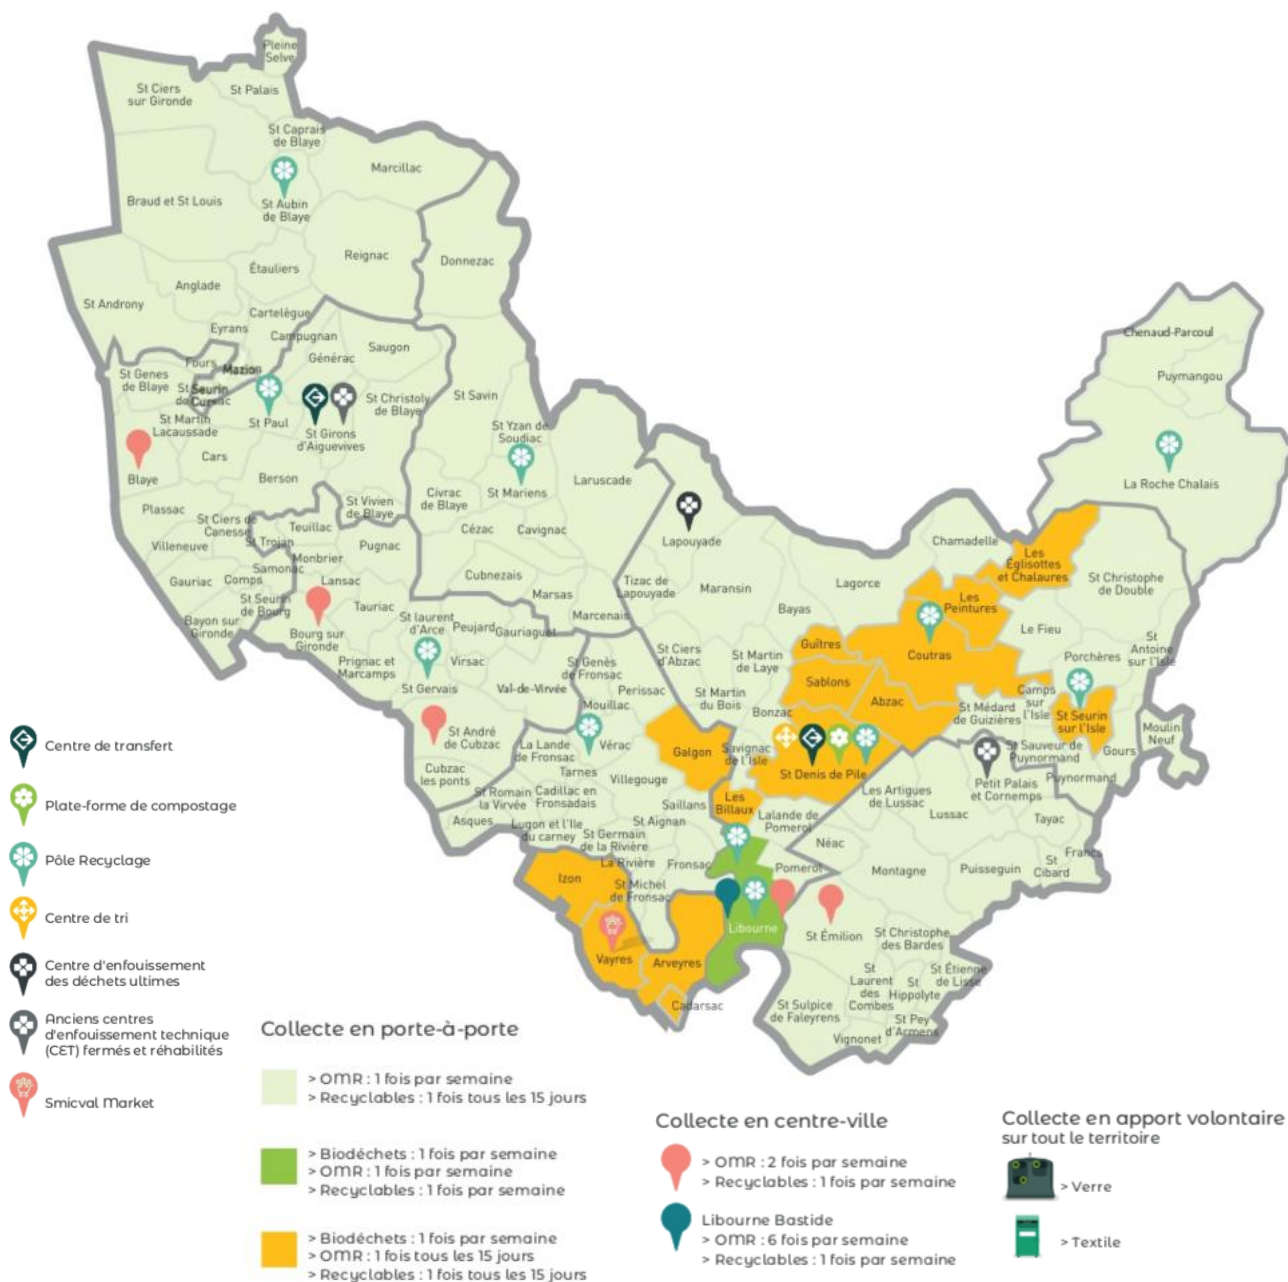 Pleine
Selve
St Ciers
sur Gironde
St Palais
St Caprais
de Blaye
Marcillac
Braud et St Louis
St Aubin
de Blaye
Reignac
Donnezac
Étauliers
Anglade
St Androny
Cartelègue
Eyrans
Campugnan
Chenaud-Parcoul
Saugon
Générac
Fours
Mazion
St Genes
de Blaye
Puymangou
St Seurin
de Cursac
St Christoly
de Blaye
St Savin
St Martin
Lacaussade
St Paul
St Girons
d'Aiguevives
St Yzan de
Soudiac
Cars
Blaye
Berson
Laruscade
La Roche Chalais
Civrac
de Blaye
St Mariens
St Vivien
de Blaye
Plassac
St Ciers de
Canesse
Teuillac
Cézac
Cavignac
Lapouyade
Chamadelle
Les
Églisottes
et Chalaures
St Trojan
Villeneuve
Pugnac
Monbrier
Samonac
Gauriac
Comps
Lansac
Cubnezais
Tizac de
Lapouyade
Maransin
Lagorce
St Christophe
de Double
Marsas
St Seurin
de Bourg
Tauriac
Bayas
Les
Peintures
Bayon sur
Gironde
Marcenais
St laurent
d'Arce
Peujard
Gauriaguet
Le Fieu
Bourg sur
Gironde
Guîtres
St Ciers
d'Abzac
St Martin
de Laye
Coutras
St
Antoine
sur l'Isle
Porchères
Prignac et
Marcamps
Virsac
St Genès
de Fronsac
St Gervais
Val-de-Virvée
Périssac
Sablons
Abzac
Camps
sur
l'Isle
St Martin
du Bois
Mouillac
Bonzac
St Médard
de Guizières
St Seurin
sur l'Isle
St André
de Cubzac
Moulin
Neuf
La Lande
de Fronsac
Vérac
Galgon
Savignac
de l'Isle
St Sauveur de
Puynormand
Gours
Cubzac
les ponts
Tarnes
Villegouge
St Denis de Pile
Puynormand
Petit Palais
et Cornemps
St Romain
la Virvée
Cadillac en
Fronsadais
Les
Billaux
Les Artigues
de Lussac
Saillans
Lussac
Asques
Lugon et l'Ile
du carney
St Aignan
Lalande de
Pomerol
Tayac
St Germain
de la Rivière
Néac
Francs
La Rivière
Fronsac
Pomerol
Montagne
Puisseguin
St
Cibard
Izon
St Michel
de Fronsac
Libourne
St Émilion
St Christophe
des Bardes
Vayres
Arveyres
St Étienne
de Lisse
St
Laurent
des
Combes
St
Hippolyte
Cadarsac
St Sulpice
de Faleyrens
St Pey
d'Armens
Vignonet
Centre de transfert
Plate-forme de compostage
Pôle Recyclage
Centre de tri
Centre d'enfouissement
des déchets ultimes
Anciens centres
d'enfouissement technique
(CET) fermés et réhabilités
Smicval Market
Collecte en porte-à-porte
> OMR : 1 fois par semaine
> Recyclables : 1 fois tous les 15 jours
> Biodéchets : 1 fois par semaine
> OMR : 1 fois par semaine
> Recyclables : 1 fois par semaine
> Biodéchets : 1 fois par semaine
> OMR : 1 fois tous les 15 jours
> Recyclables : 1 fois tous les 15 jours
Collecte en centre-ville
> OMR : 2 fois par semaine
> Recyclables : 1 fois par semaine
Libourne Bastide
> OMR : 6 fois par semaine
> Recyclables : 1 fois par semaine
Collecte en apport volontaire
sur tout le territoire
> Verre
> Textile